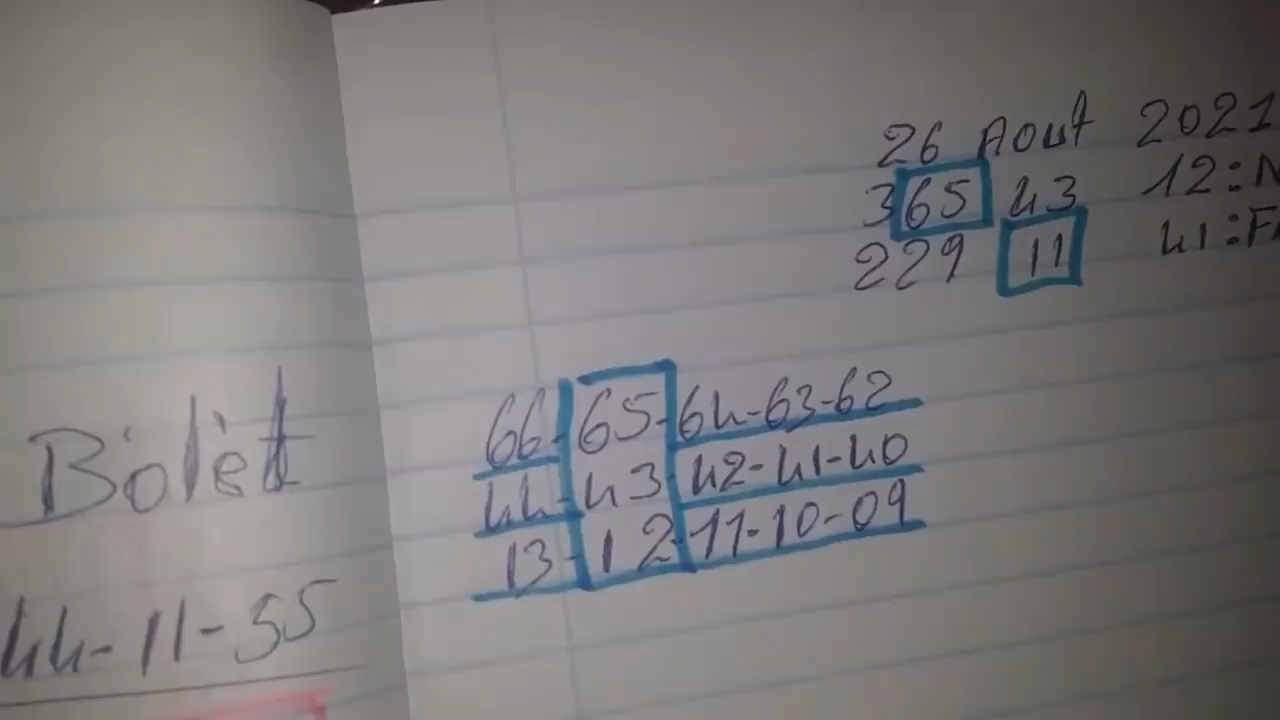 Bolèt
44-11-55
26 Aout 2021
365 43 12:
229 11 41:
66-65-64-63-62
44-43-42-41-40
13-12-11-10-09